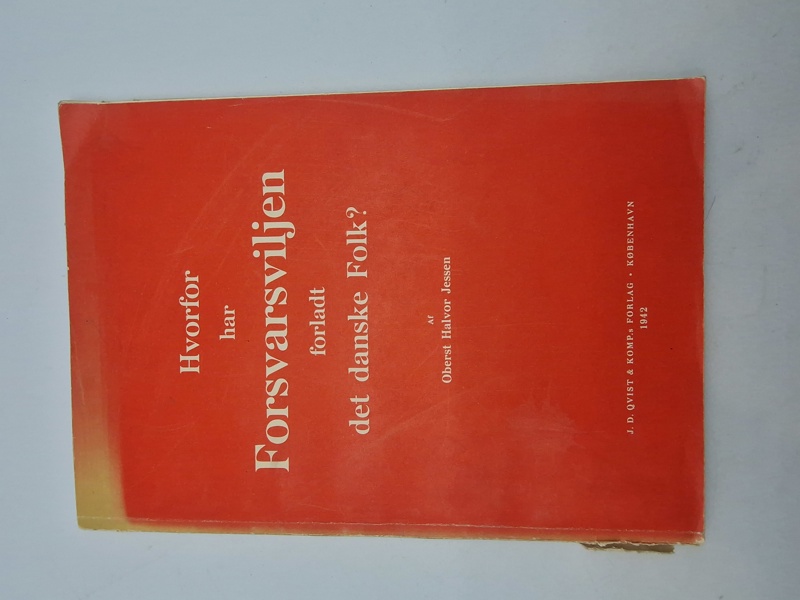 Hvorfor
har
Forsvarsviljen
forladt
det danske Folk?
Af
Oberst Halvor Jessen
J. D. QVIST & KOMP.s FORLAG · KØBENHAVN
1942